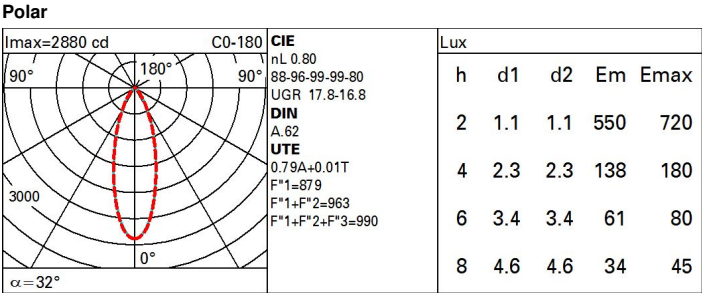 Polar
Imax=2880 cd C0-180
90° 180° 90°
3000
0°
α=32°
CIE
nL 0.80
88-96-99-99-80
UGR 17.8-16.8
DIN
A.62
UTE
0.79A+0.01T
F"1=879
F"1+F"2=963
F"1+F"2+F"3=990
Lux
h d1 d2 Em Emax
2 1.1 1.1 550 720
4 2.3 2.3 138 180
6 3.4 3.4 61 80
8 4.6 4.6 34 45